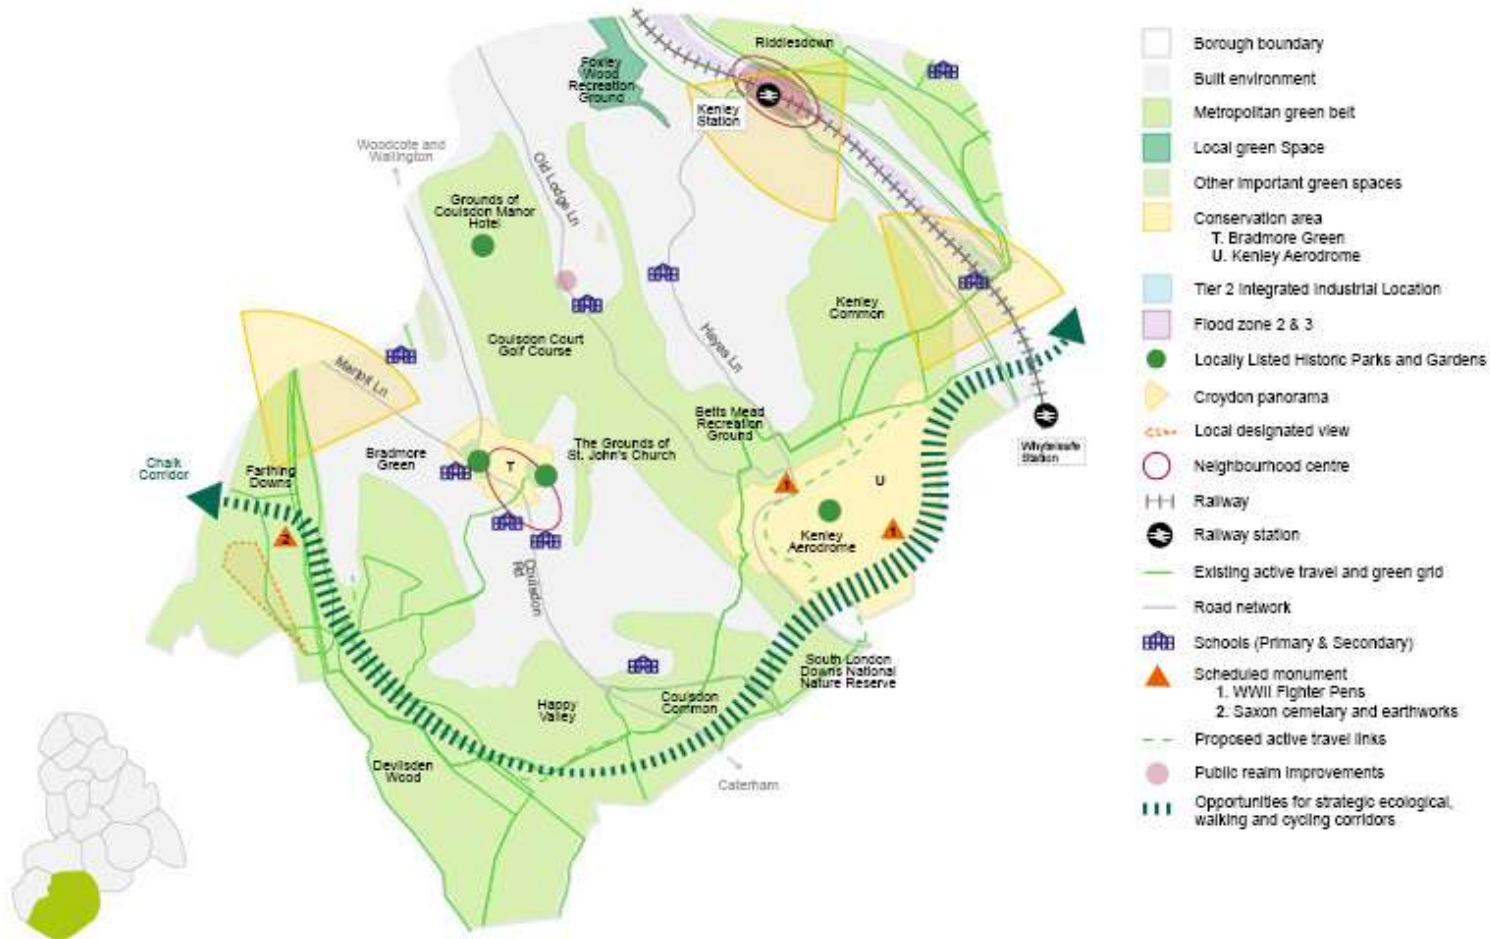 Riddlesdown
Foxley
Wood
Recreation
Ground
Kenley
Station
Woodcote and
Wallington
Old Lodge Ln
Grounds of
Coulsdon Manor
Hotel
Kenley
Common
Coulsdon Court
Golf Course
Hayes Ln
Marlpit Ln
Betts Mead
Recreation
Ground
Bradmore
Green
T
The Grounds of
St. John's Church
Whyteleafe
Station
Chalk
Corridor
Farthing
Downs
1
U
Kenley
Aerodrome
1
2
Coulsdon
Rd
South London
Downs National
Nature Reserve
Happy
Valley
Coulsdon
Common
Devilsden
Wood
Caterham
Borough boundary
Built environment
Metropolitan green belt
Local green Space
Other important green spaces
Conservation area
T. Bradmore Green
U. Kenley Aerodrome
Tier 2 Integrated Industrial Location
Flood zone 2 & 3
Locally Listed Historic Parks and Gardens
Croydon panorama
Local designated view
Neighbourhood centre
Railway
Railway station
Existing active travel and green grid
Road network
Schools (Primary & Secondary)
Scheduled monument
1. WWII Fighter Pens
2. Saxon cemetary and earthworks
Proposed active travel links
Public realm improvements
Opportunities for strategic ecological,
walking and cycling corridors